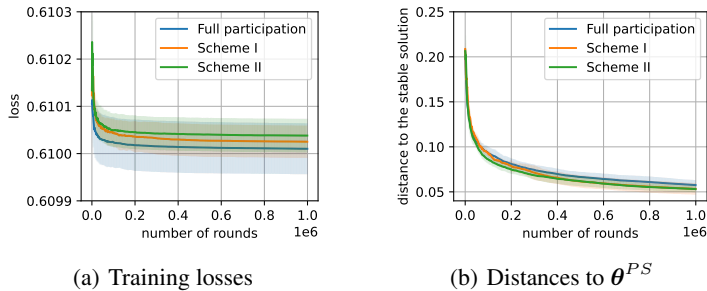 0.6103
0.6102
0.6101
0.6100
0.6099
loss
Full participation
Scheme I
Scheme II
0.0
0.2
0.4
0.6
0.8
1.0
number of rounds
1e6
(a) Training losses
0.25
0.20
0.15
0.10
0.05
distance to the stable solution
Full participation
Scheme I
Scheme II
0.0
0.2
0.4
0.6
0.8
1.0
number of rounds
1e6
(b) Distances to θ^{PS}